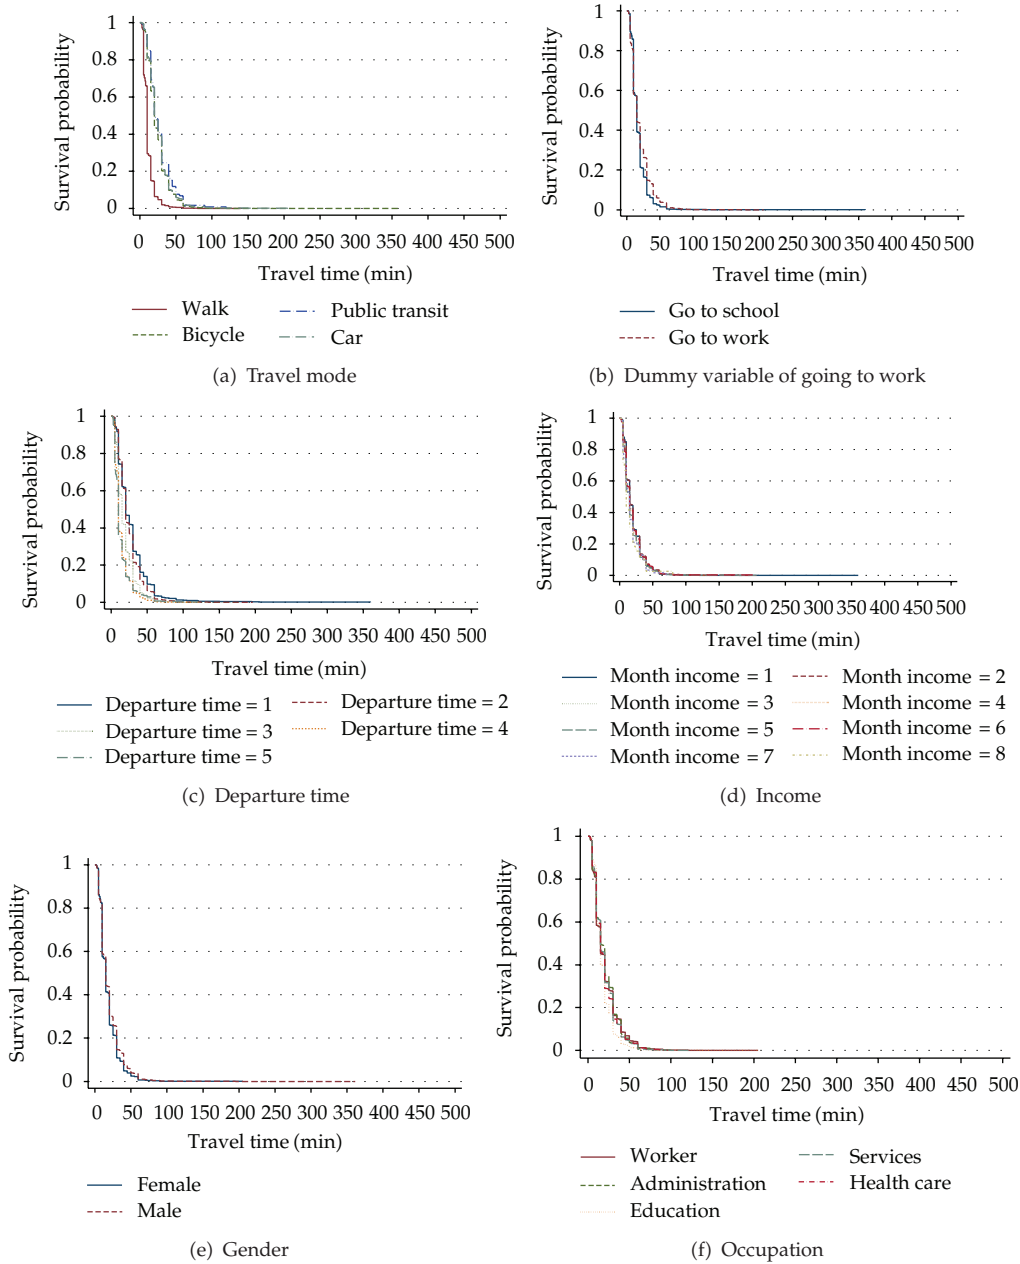 1
0.8
0.6
0.4
0.2
0
Survival probability
0 50 100 150 200 250 300 350 400 450 500
Travel time (min)
Walk
Public transit
Bicycle
Car
(a) Travel mode
1
0.8
0.6
0.4
0.2
0
Survival probability
0 50 100 150 200 250 300 350 400 450 500
Travel time (min)
Go to school
Go to work
(b) Dummy variable of going to work
1
0.8
0.6
0.4
0.2
0
Survival probability
0 50 100 150 200 250 300 350 400 450 500
Travel time (min)
Departure time = 1
Departure time = 2
Departure time = 3
Departure time = 4
Departure time = 5
(c) Departure time
1
0.8
0.6
0.4
0.2
0
Survival probability
0 50 100 150 200 250 300 350 400 450 500
Travel time (min)
Month income = 1
Month income = 2
Month income = 3
Month income = 4
Month income = 5
Month income = 6
Month income = 7
Month income = 8
(d) Income
1
0.8
0.6
0.4
0.2
0
Survival probability
0 50 100 150 200 250 300 350 400 450 500
Travel time (min)
Female
Male
(e) Gender
1
0.8
0.6
0.4
0.2
0
Survival probability
0 50 100 150 200 250 300 350 400 450 500
Travel time (min)
Worker
Services
Administration
Health care
Education
(f) Occupation